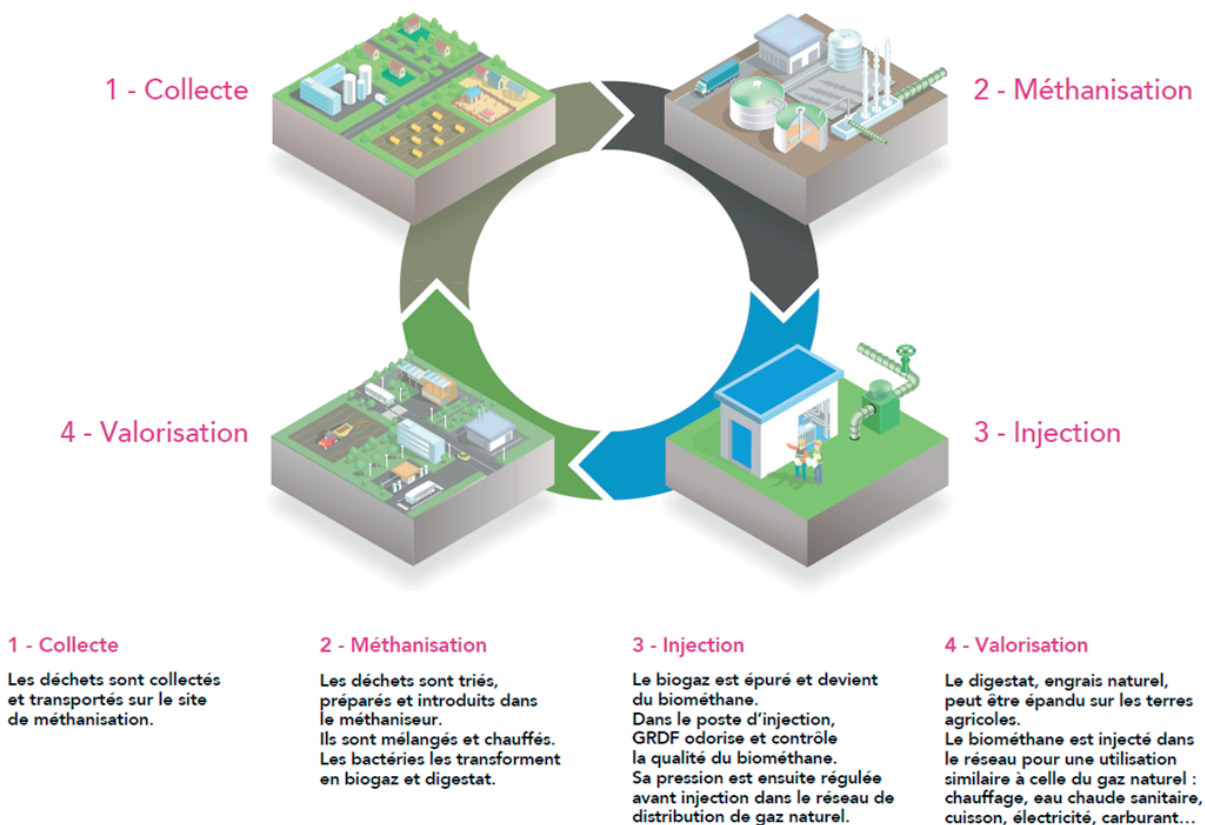 1 - Collecte
2 - Méthanisation
4 - Valorisation
3 - Injection
1 - Collecte
Les déchets sont collectés
et transportés sur le site
de méthanisation.
2 - Méthanisation
Les déchets sont triés,
préparés et introduits dans
le méthaniseur.
Ils sont mélangés et chauffés.
Les bactéries les transforment
en biogaz et digestat.
3 - Injection
Le biogaz est épuré et devient
du biométhane.
Dans le poste d'injection,
GRDF odorise et contrôle
la qualité du biométhane.
Sa pression est ensuite régulée
avant injection dans le réseau de
distribution de gaz naturel.
4 - Valorisation
Le digestat, engrais naturel,
peut être épandu sur les terres
agricoles.
Le biométhane est injecté dans
le réseau pour une utilisation
similaire à celle du gaz naturel :
chauffage, eau chaude sanitaire,
cuisson, électricité, carburant...